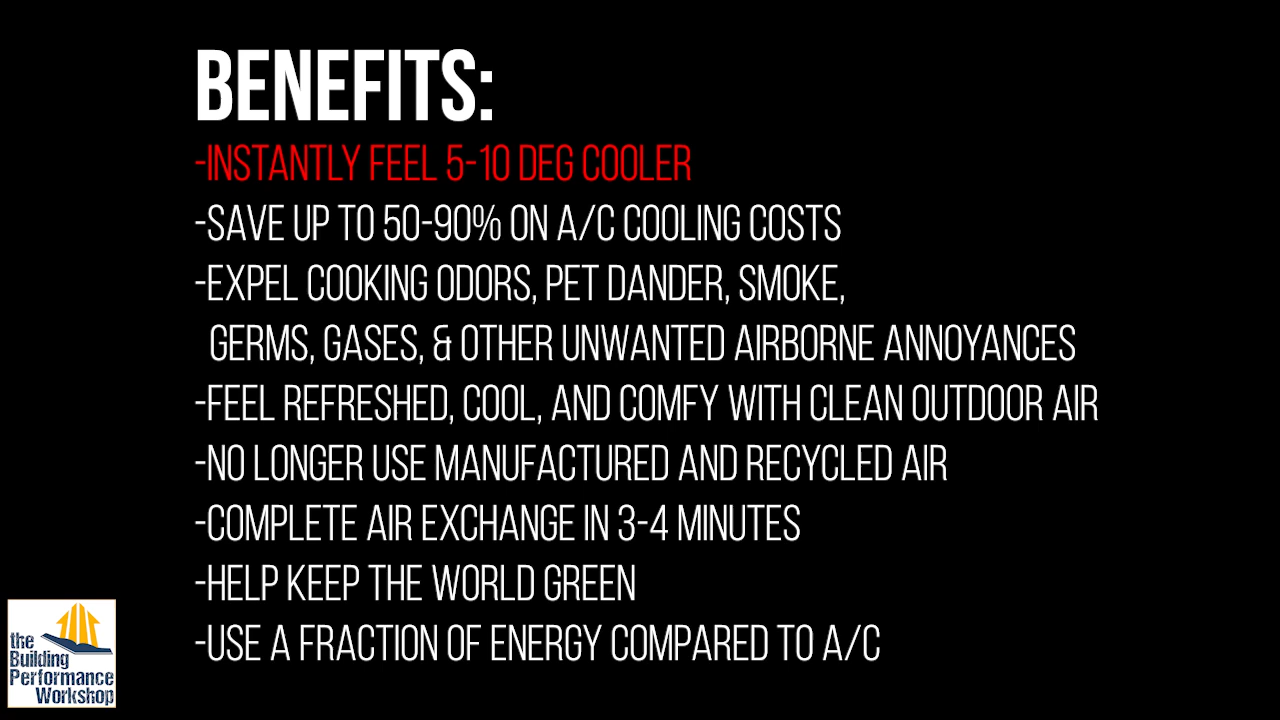 BENEFITS:
-INSTANTLY FEEL 5-10 DEG COOLER
-SAVE UP TO 50-90% ON A/C COOLING COSTS
-EXPEL COOKING ODORS, PET DANDER, SMOKE,
GERMS, GASES, & OTHER UNWANTED AIRBORNE ANNOYANCES
-FEEL REFRESHED, COOL, AND COMFY WITH CLEAN OUTDOOR AIR
-NO LONGER USE MANUFACTURED AND RECYCLED AIR
-COMPLETE AIR EXCHANGE IN 3-4 MINUTES
-HELP KEEP THE WORLD GREEN
-USE A FRACTION OF ENERGY COMPARED TO A/C
the
Building
Performance
Workshop